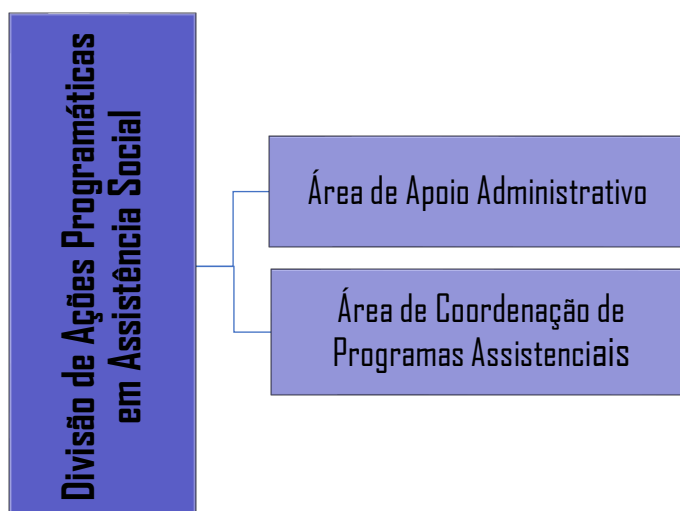 Divisão de Ações Programáticas
em Assistência Social
Área de Apoio Administrativo
Área de Coordenação de
Programas Assistenciais